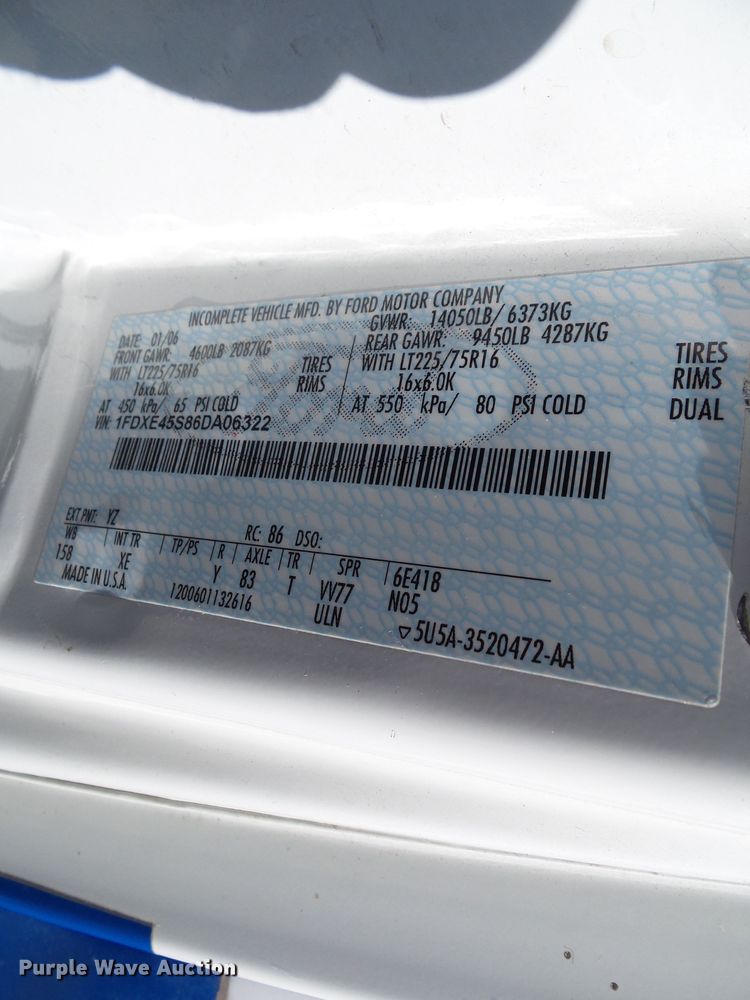 INCOMPLETE VEHICLE MFD. BY FORD MOTOR COMPANY
DATE: 01/06 GVWR: 14050LB/ 6373KG
FRONT GAWR: 4600LB 2087KG REAR GAWR: 9450LB 4287KG
WITH LT225/75R16 TIRES WITH LT225/75R16 TIRES
16x6.0K RIMS 16x6.0K RIMS
AT 450 kPa/ 65 PSI COLD AT 550 kPa/ 80 PSI COLD DUAL
VIN: 1FDXE45S86DA06322
EXT PNT: YZ RC: 86 DSO:
WB INT TR TP/PS R AXLE TR SPR 6E418
158 XE Y 83 T VV77 N05
MADE IN U.S.A. 1200601132616 ULN ▽5U5A-3520472-AA
Purple Wave Auction